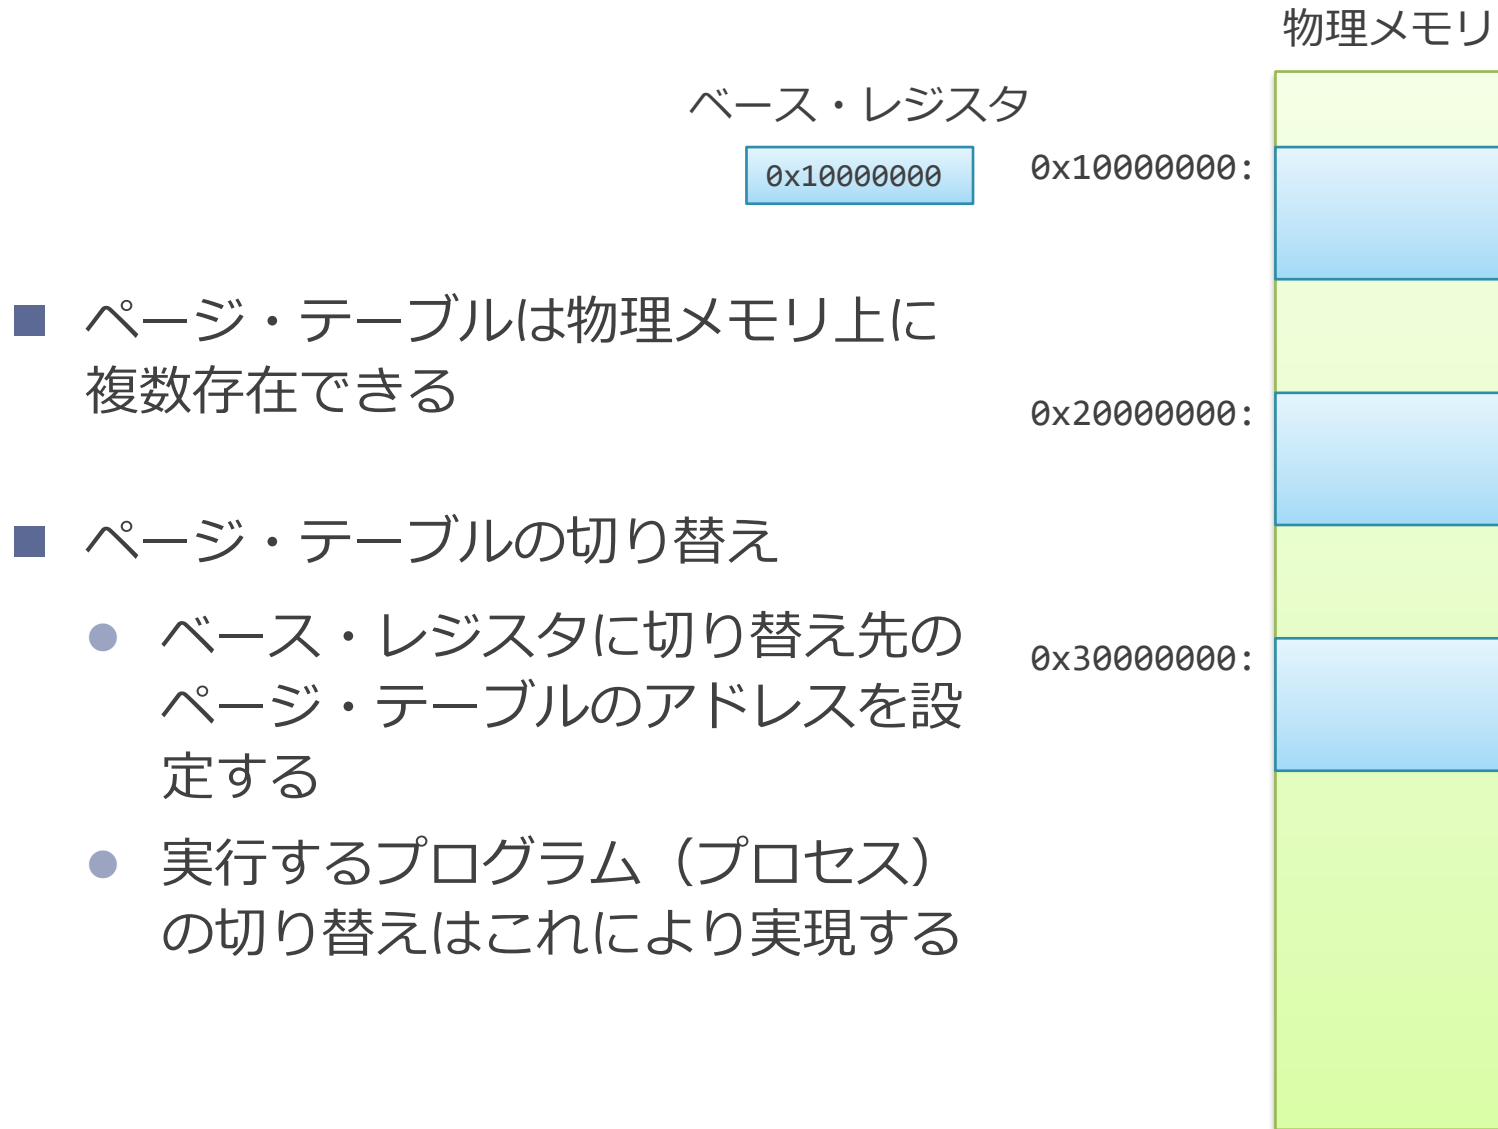 物理メモリ
ベース・レジスタ
0x10000000
0x10000000:
ページ・テーブルは物理メモリ上に
複数存在できる
0x20000000:
ページ・テーブルの切り替え
ベース・レジスタに切り替え先の
ページ・テーブルのアドレスを設
定する
0x30000000:
実行するプログラム（プロセス）
の切り替えはこれにより実現する